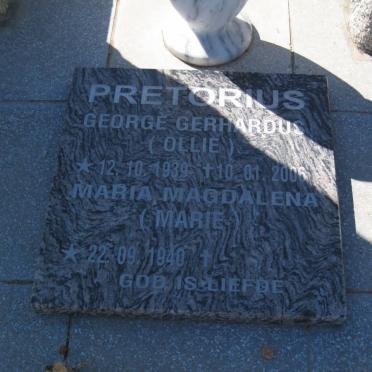 PRETORIUS
GEORGE GERHARDUS
( OLLIE )
★ 12. 10. 1939 † 10. 01. 2006
MARIA MAGDALENA
( MARIE )
★ 22. 09. 1940 †
GOD IS LIEFDE